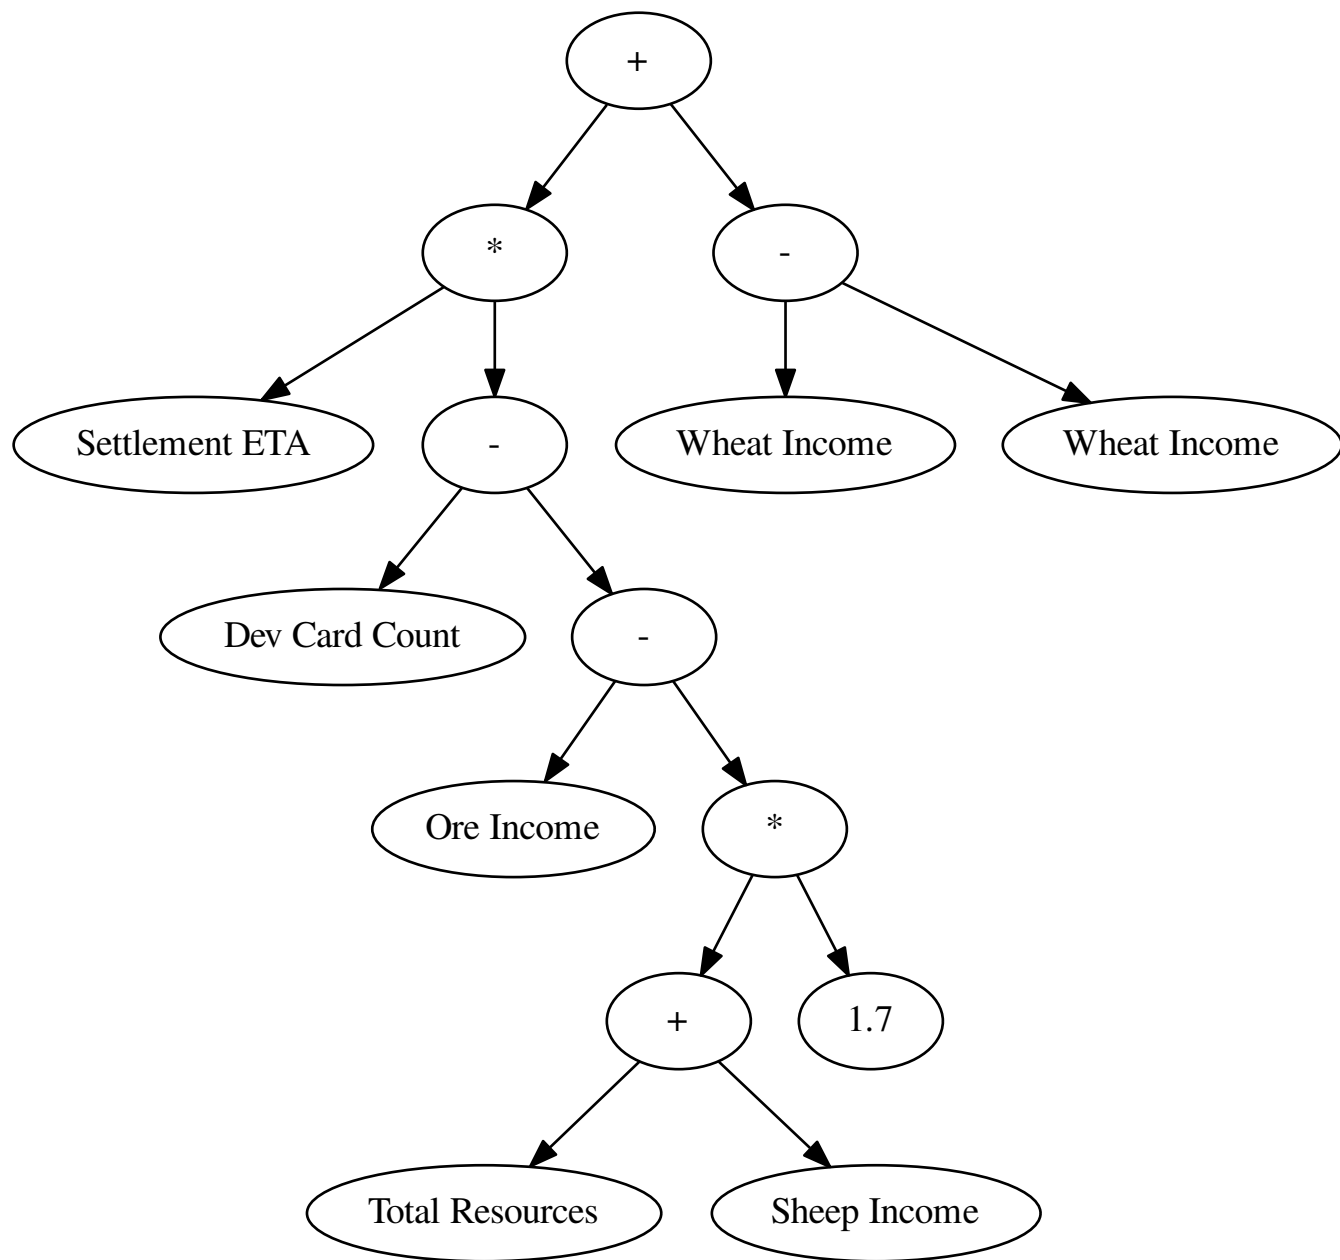 +
*
-
Settlement ETA
-
Wheat Income
Wheat Income
Dev Card Count
-
Ore Income
*
+
1.7
Total Resources
Sheep Income